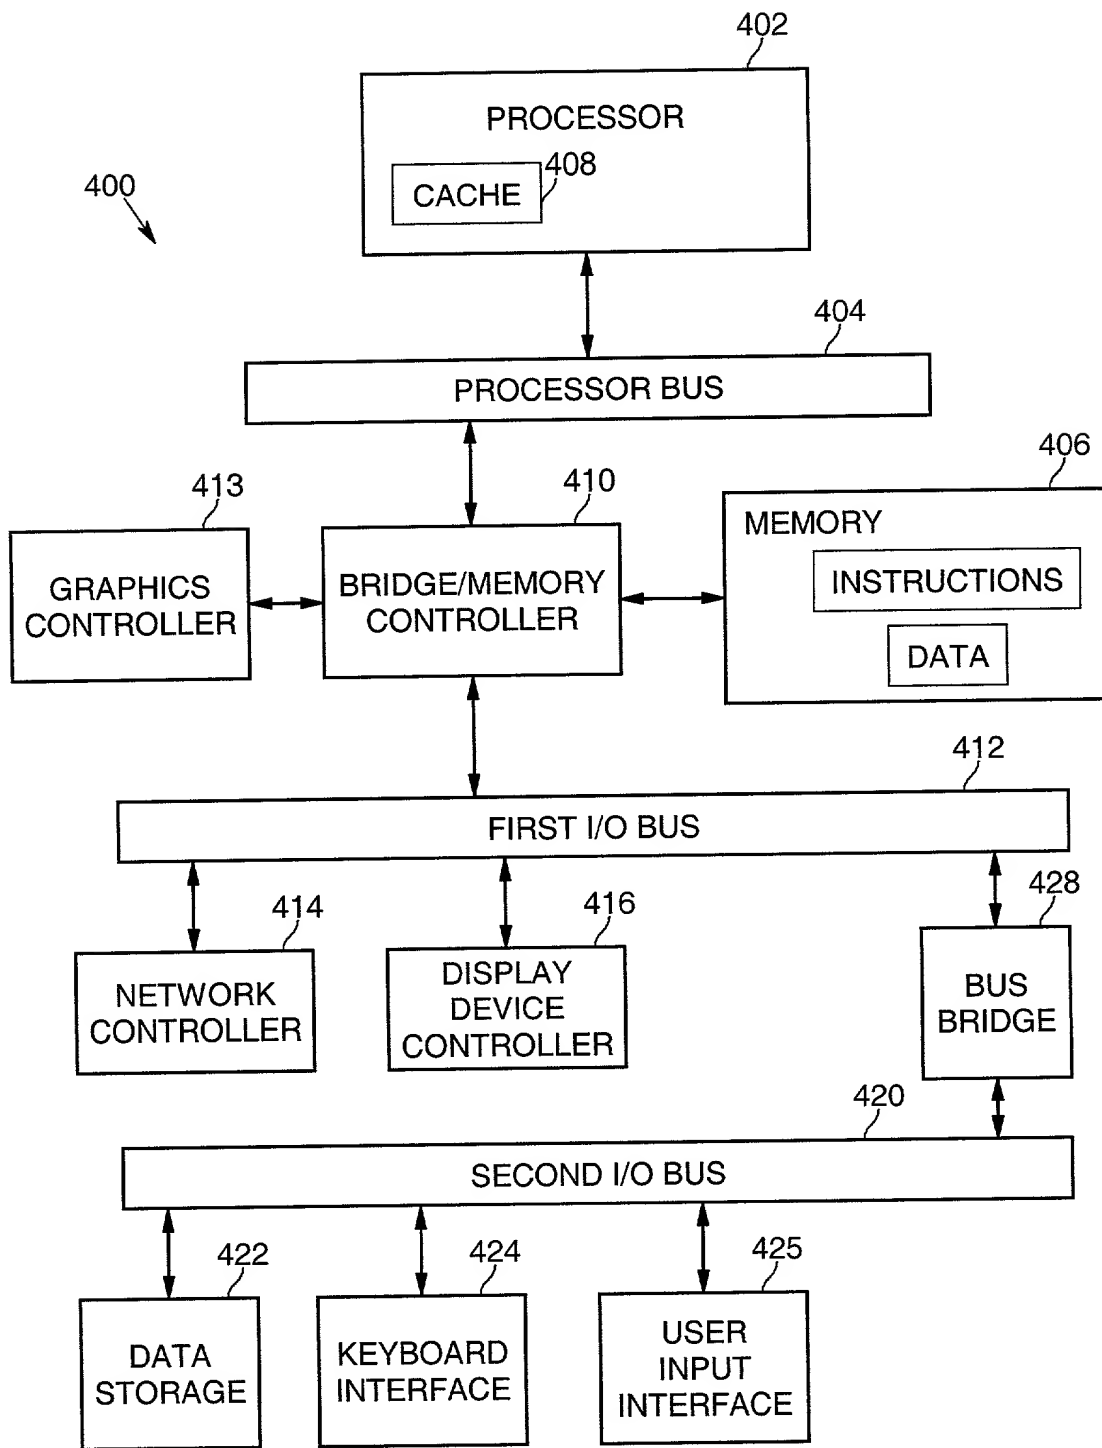 402
PROCESSOR
408
CACHE
400
404
PROCESSOR BUS
413
410
406
GRAPHICS
CONTROLLER
BRIDGE/MEMORY
CONTROLLER
MEMORY
INSTRUCTIONS
DATA
412
FIRST I/O BUS
414
416
428
NETWORK
CONTROLLER
DISPLAY
DEVICE
CONTROLLER
BUS
BRIDGE
420
SECOND I/O BUS
422
424
425
DATA
STORAGE
KEYBOARD
INTERFACE
USER
INPUT
INTERFACE